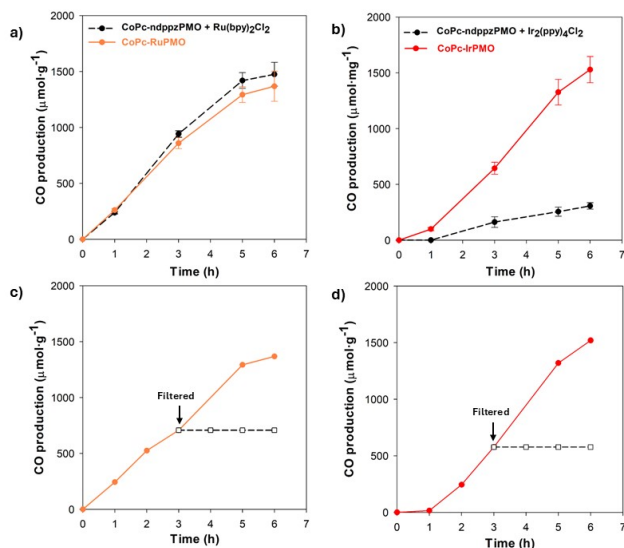 a)
CoPc-ndppzPMO + Ru(bpy)₂Cl₂
CoPc-RuPMO
CO production (µmol·g⁻¹)
2000
1500
1000
500
0
0 1 2 3 4 5 6 7
Time (h)
b)
CoPc-ndppzPMO + Ir₂(ppy)₄Cl₂
CoPc-IrPMO
CO production (µmol·mg⁻¹)
2000
1500
1000
500
0
0 1 2 3 4 5 6 7
Time (h)
c)
CO production (µmol·g⁻¹)
2000
1500
1000
500
0
Filtered
0 1 2 3 4 5 6 7
Time (h)
d)
CO production (µmol·g⁻¹)
2000
1500
1000
500
0
Filtered
0 1 2 3 4 5 6 7
Time (h)